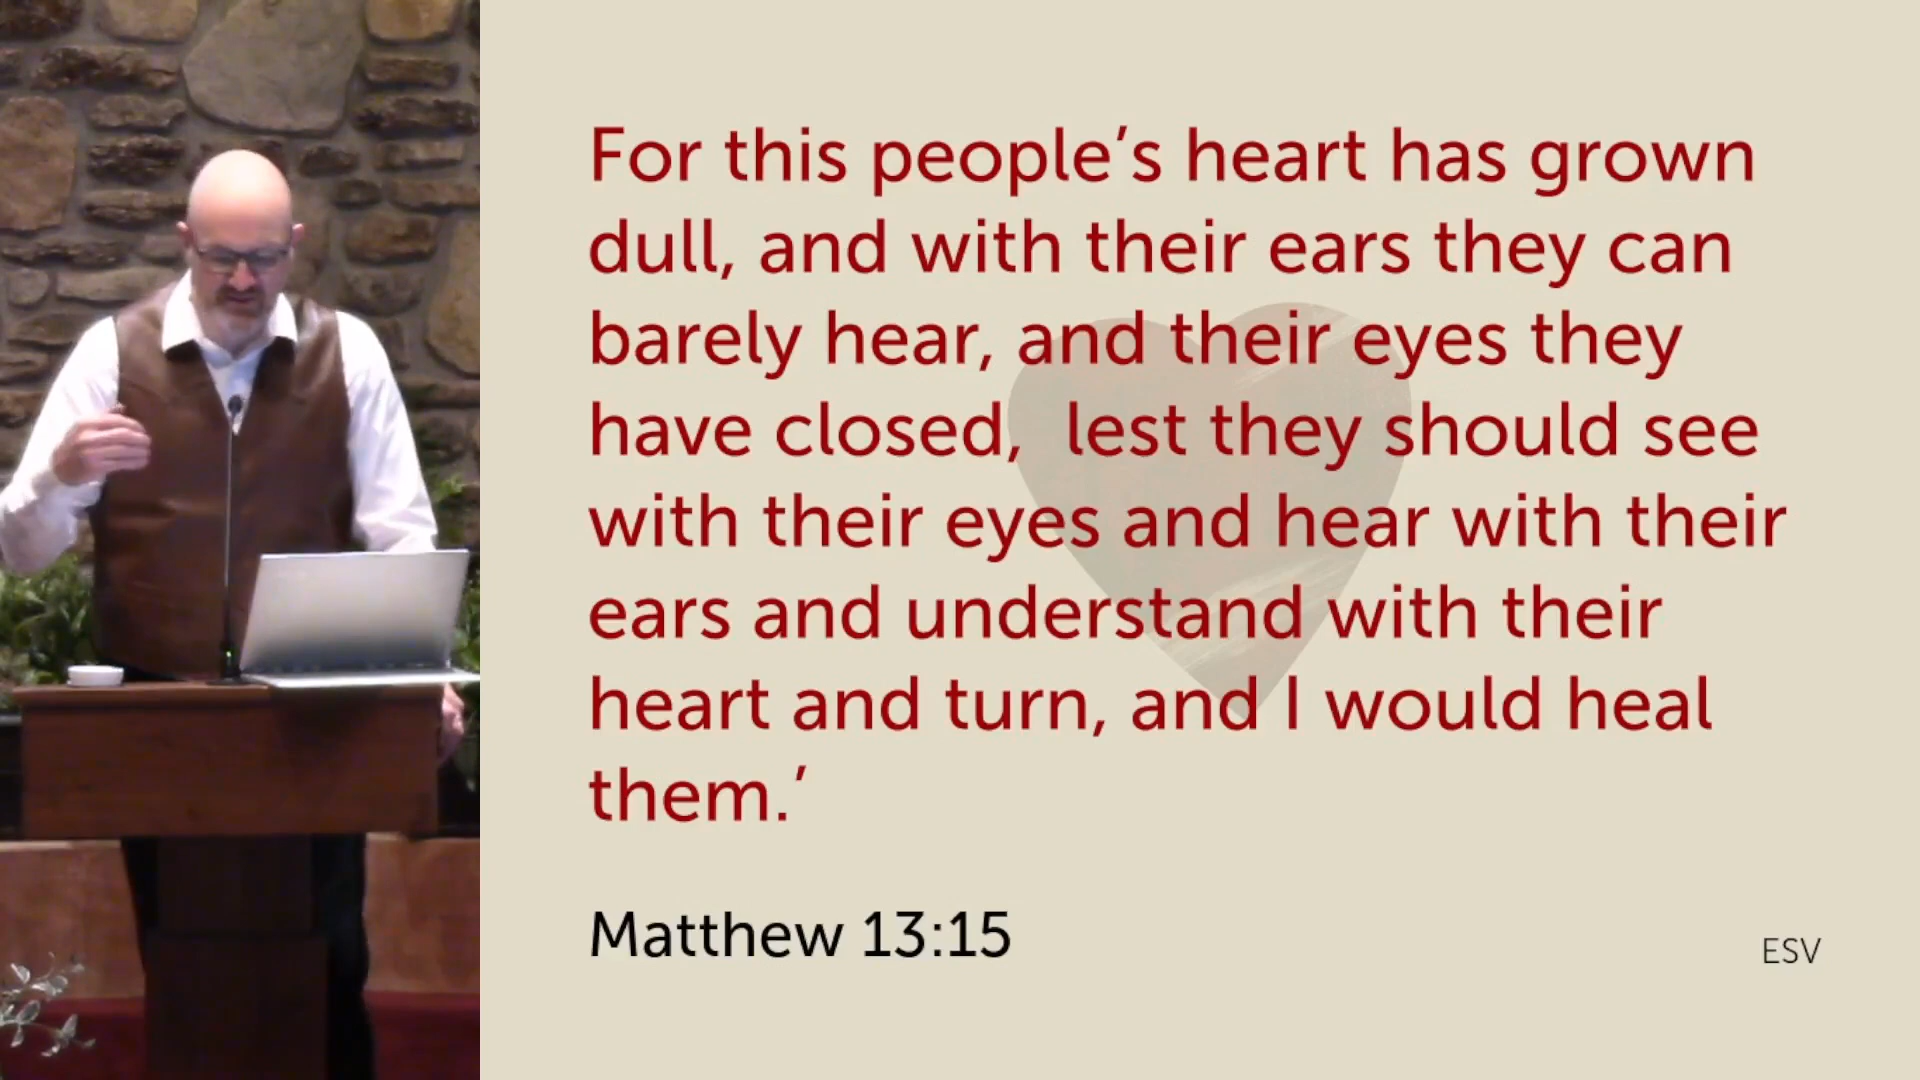 For this people’s heart has grown
dull, and with their ears they can
barely hear, and their eyes they
have closed,  lest they should see
with their eyes and hear with their
ears and understand with their
heart and turn, and I would heal
them.’
Matthew 13:15
ESV